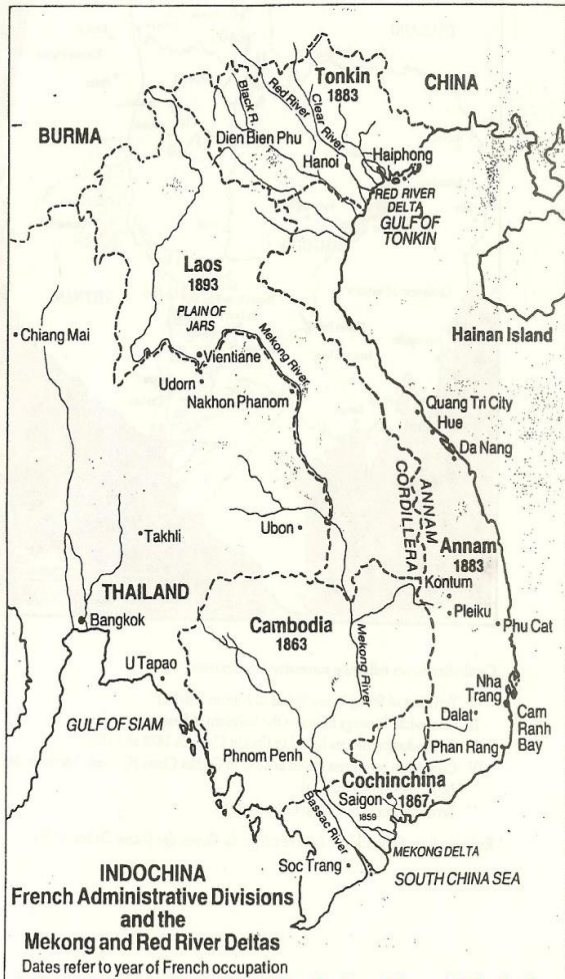 Tonkin
1883
CHINA
BURMA
Black R.
Red River
Clear River
Dien Bien Phu
Hanoi
Haiphong
RED RIVER
DELTA
GULF OF
TONKIN
Laos
1893
PLAIN OF
JARS
Hainan Island
Chiang Mai
Vientiane
Mekong River
Udorn
Nakhon Phanom
Quang Tri City
Hue
Da Nang
ANNAM
CORDILLERA
Ubon
Takhli
Annam
1883
Kontum
THAILAND
Pleiku
Bangkok
Cambodia
1863
Phu Cat
Mekong River
U Tapao
Nha
Trang
GULF OF SIAM
Dalat
Cam
Ranh
Bay
Phnom Penh
Phan Rang
Cochinchina
Saigon
1867
1859
Bassac River
MEKONG DELTA
Soc Trang
SOUTH CHINA SEA
INDOCHINA
French Administrative Divisions
and the
Mekong and Red River Deltas
Dates refer to year of French occupation